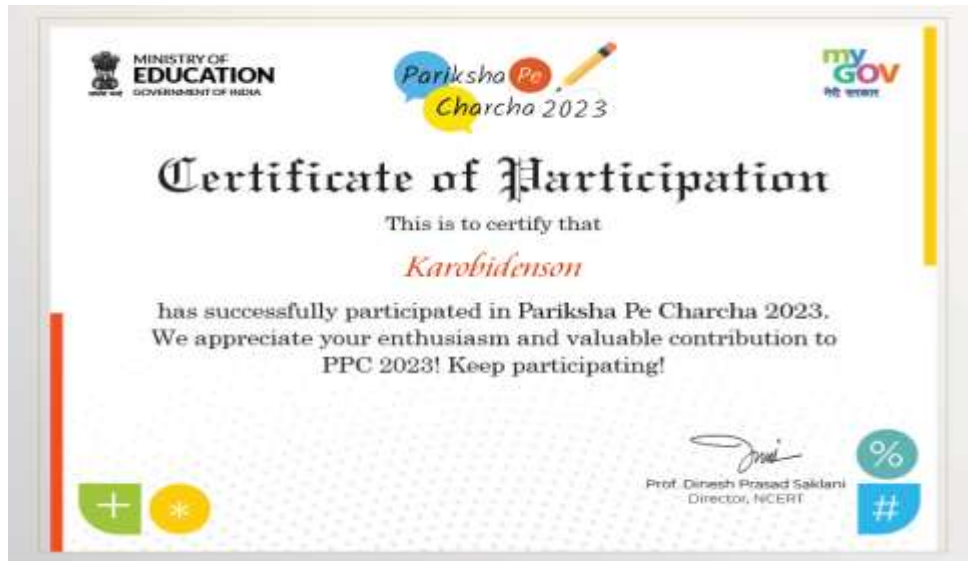 MINISTRY OF
EDUCATION
GOVERNMENT OF INDIA
Pariksha Pe
Charcha 2023
my
GOV
मेरी सरकार
Certificate of Participation
This is to certify that
Karobidenson
has successfully participated in Pariksha Pe Charcha 2023.
We appreciate your enthusiasm and valuable contribution to
PPC 2023! Keep participating!
Prof. Dinesh Prasad Saklani
Director, NCERT
+
*
%
#